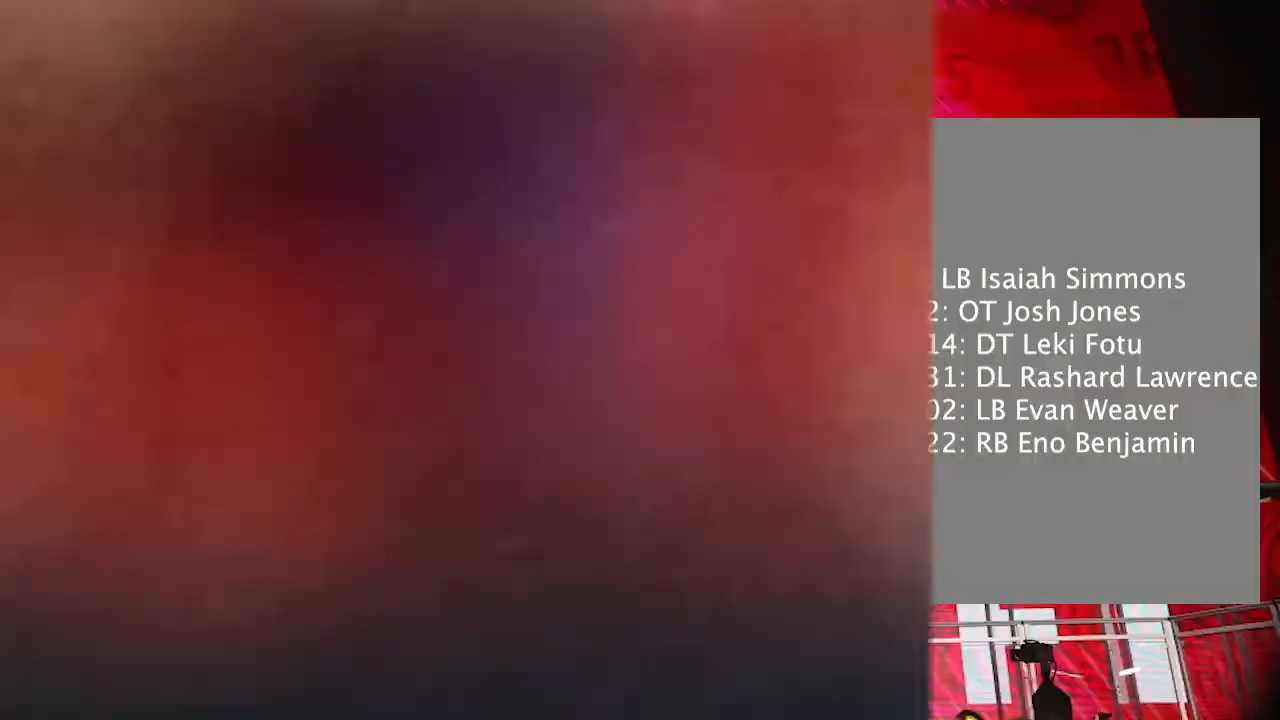 LB Isaiah Simmons
2: OT Josh Jones
14: DT Leki Fotu
31: DL Rashard Lawrence
02: LB Evan Weaver
22: RB Eno Benjamin